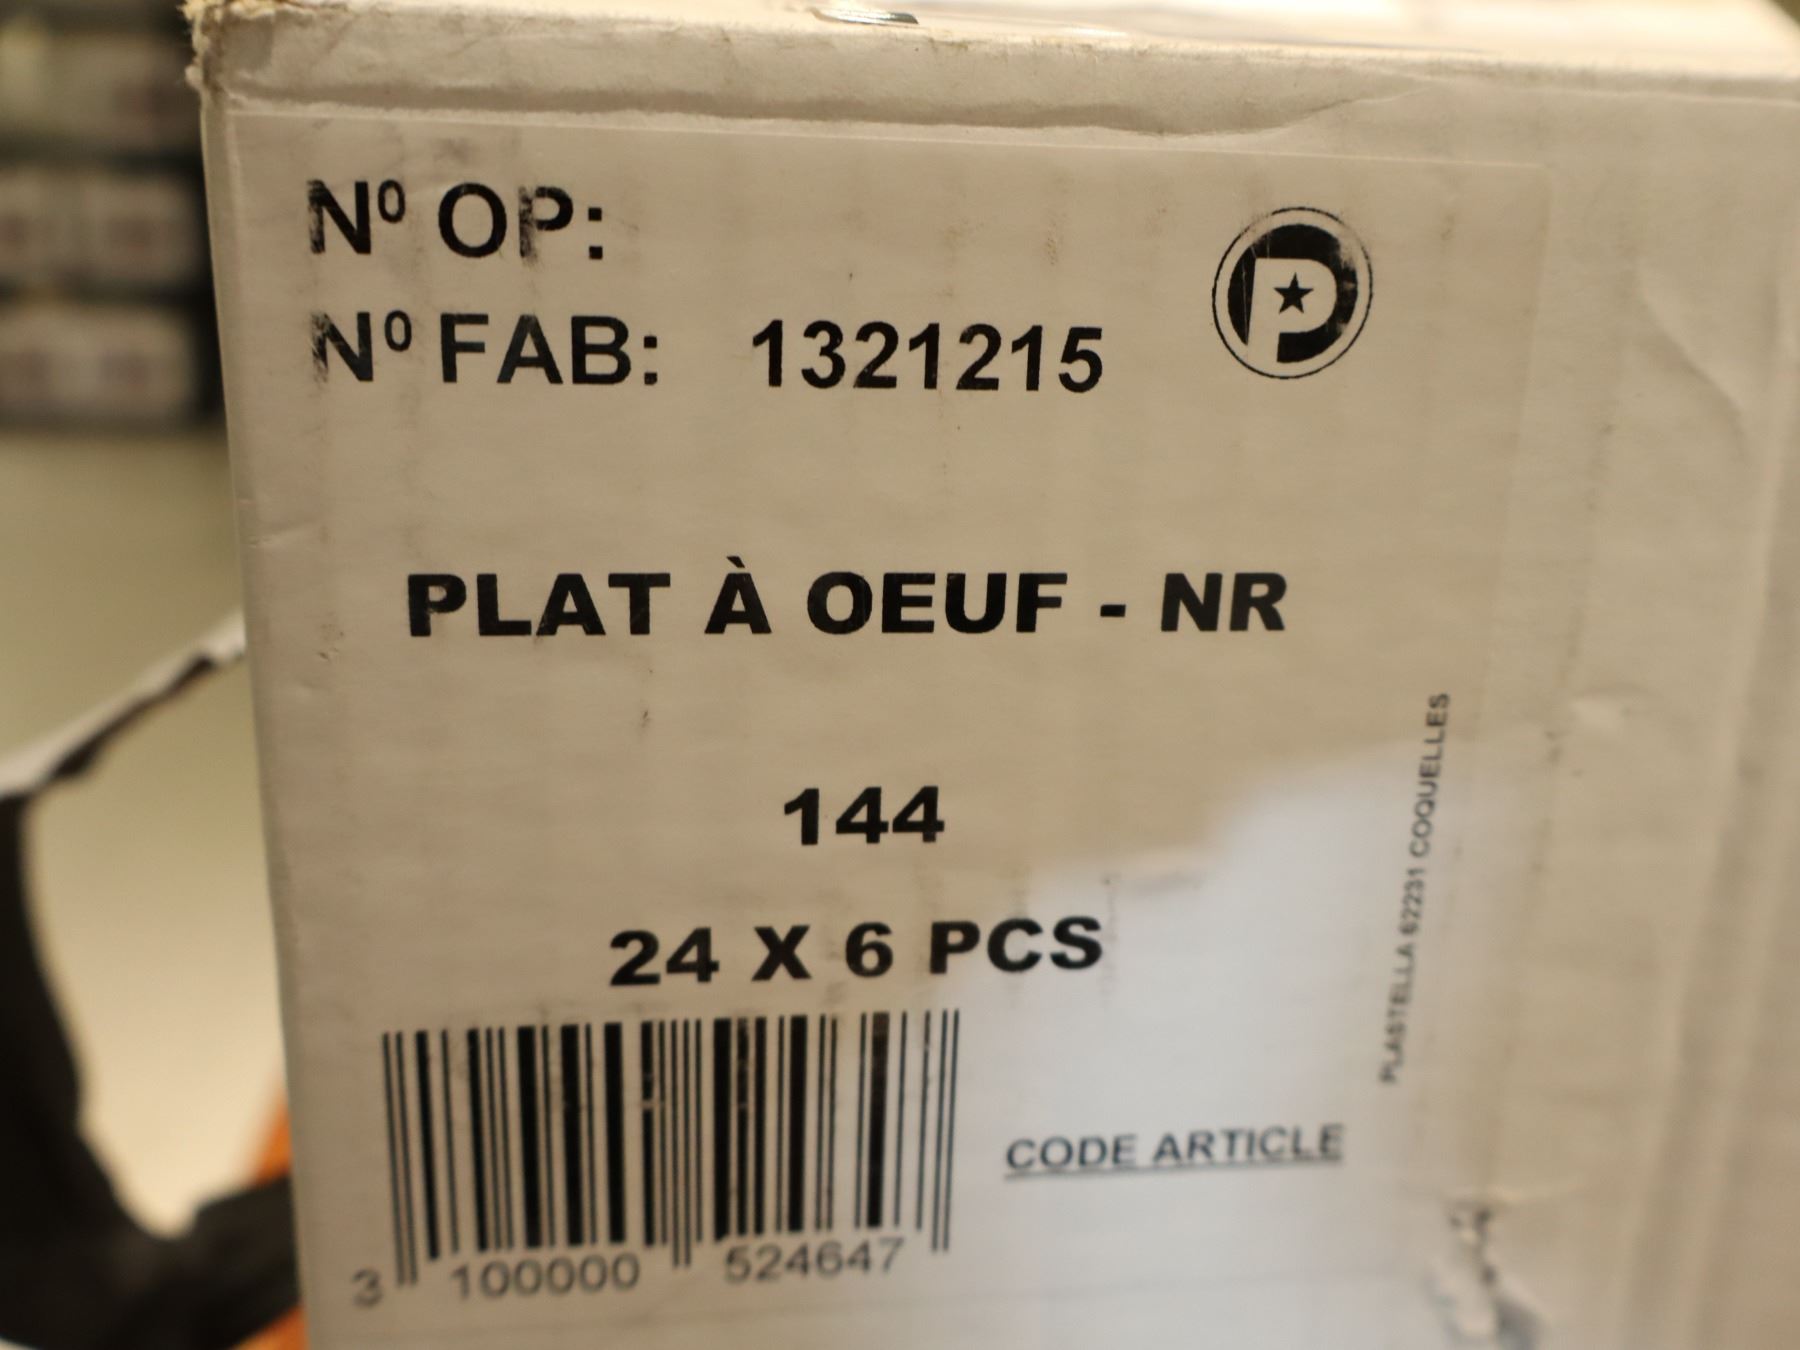 Nº OP:
Nº FAB: 1321215
P
PLAT À OEUF - NR
144
24 X 6 PCS
3 100000 524647
CODE ARTICLE
PLASTELLA 62231 COQUELLES